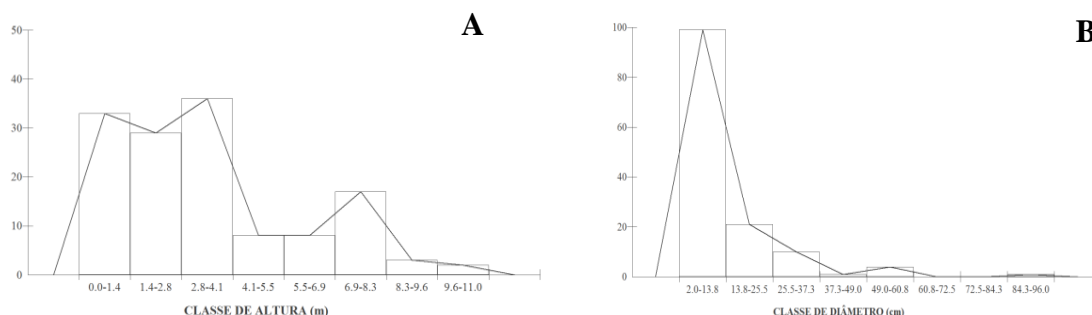 A
50
40
30
20
10
0
0.0-1.4 1.4-2.8 2.8-4.1 4.1-5.5 5.5-6.9 6.9-8.3 8.3-9.6 9.6-11.0
CLASSE DE ALTURA (m)
B
100
80
60
40
20
0
2.0-13.8 13.8-25.5 25.5-37.3 37.3-49.0 49.0-60.8 60.8-72.5 72.5-84.3 84.3-96.0
CLASSE DE DIÂMETRO (cm)